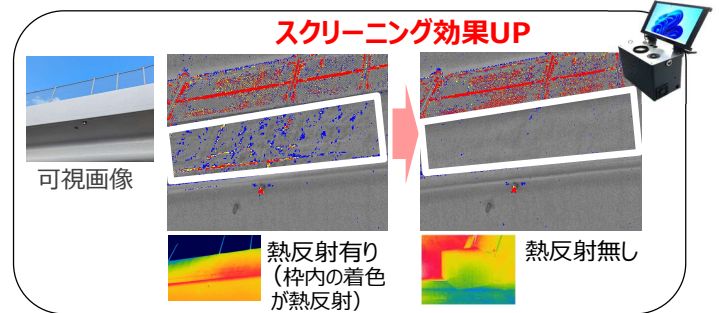 スクリーニング効果UP
可視画像
熱反射有り
（枠内の着色
が熱反射）
熱反射無し